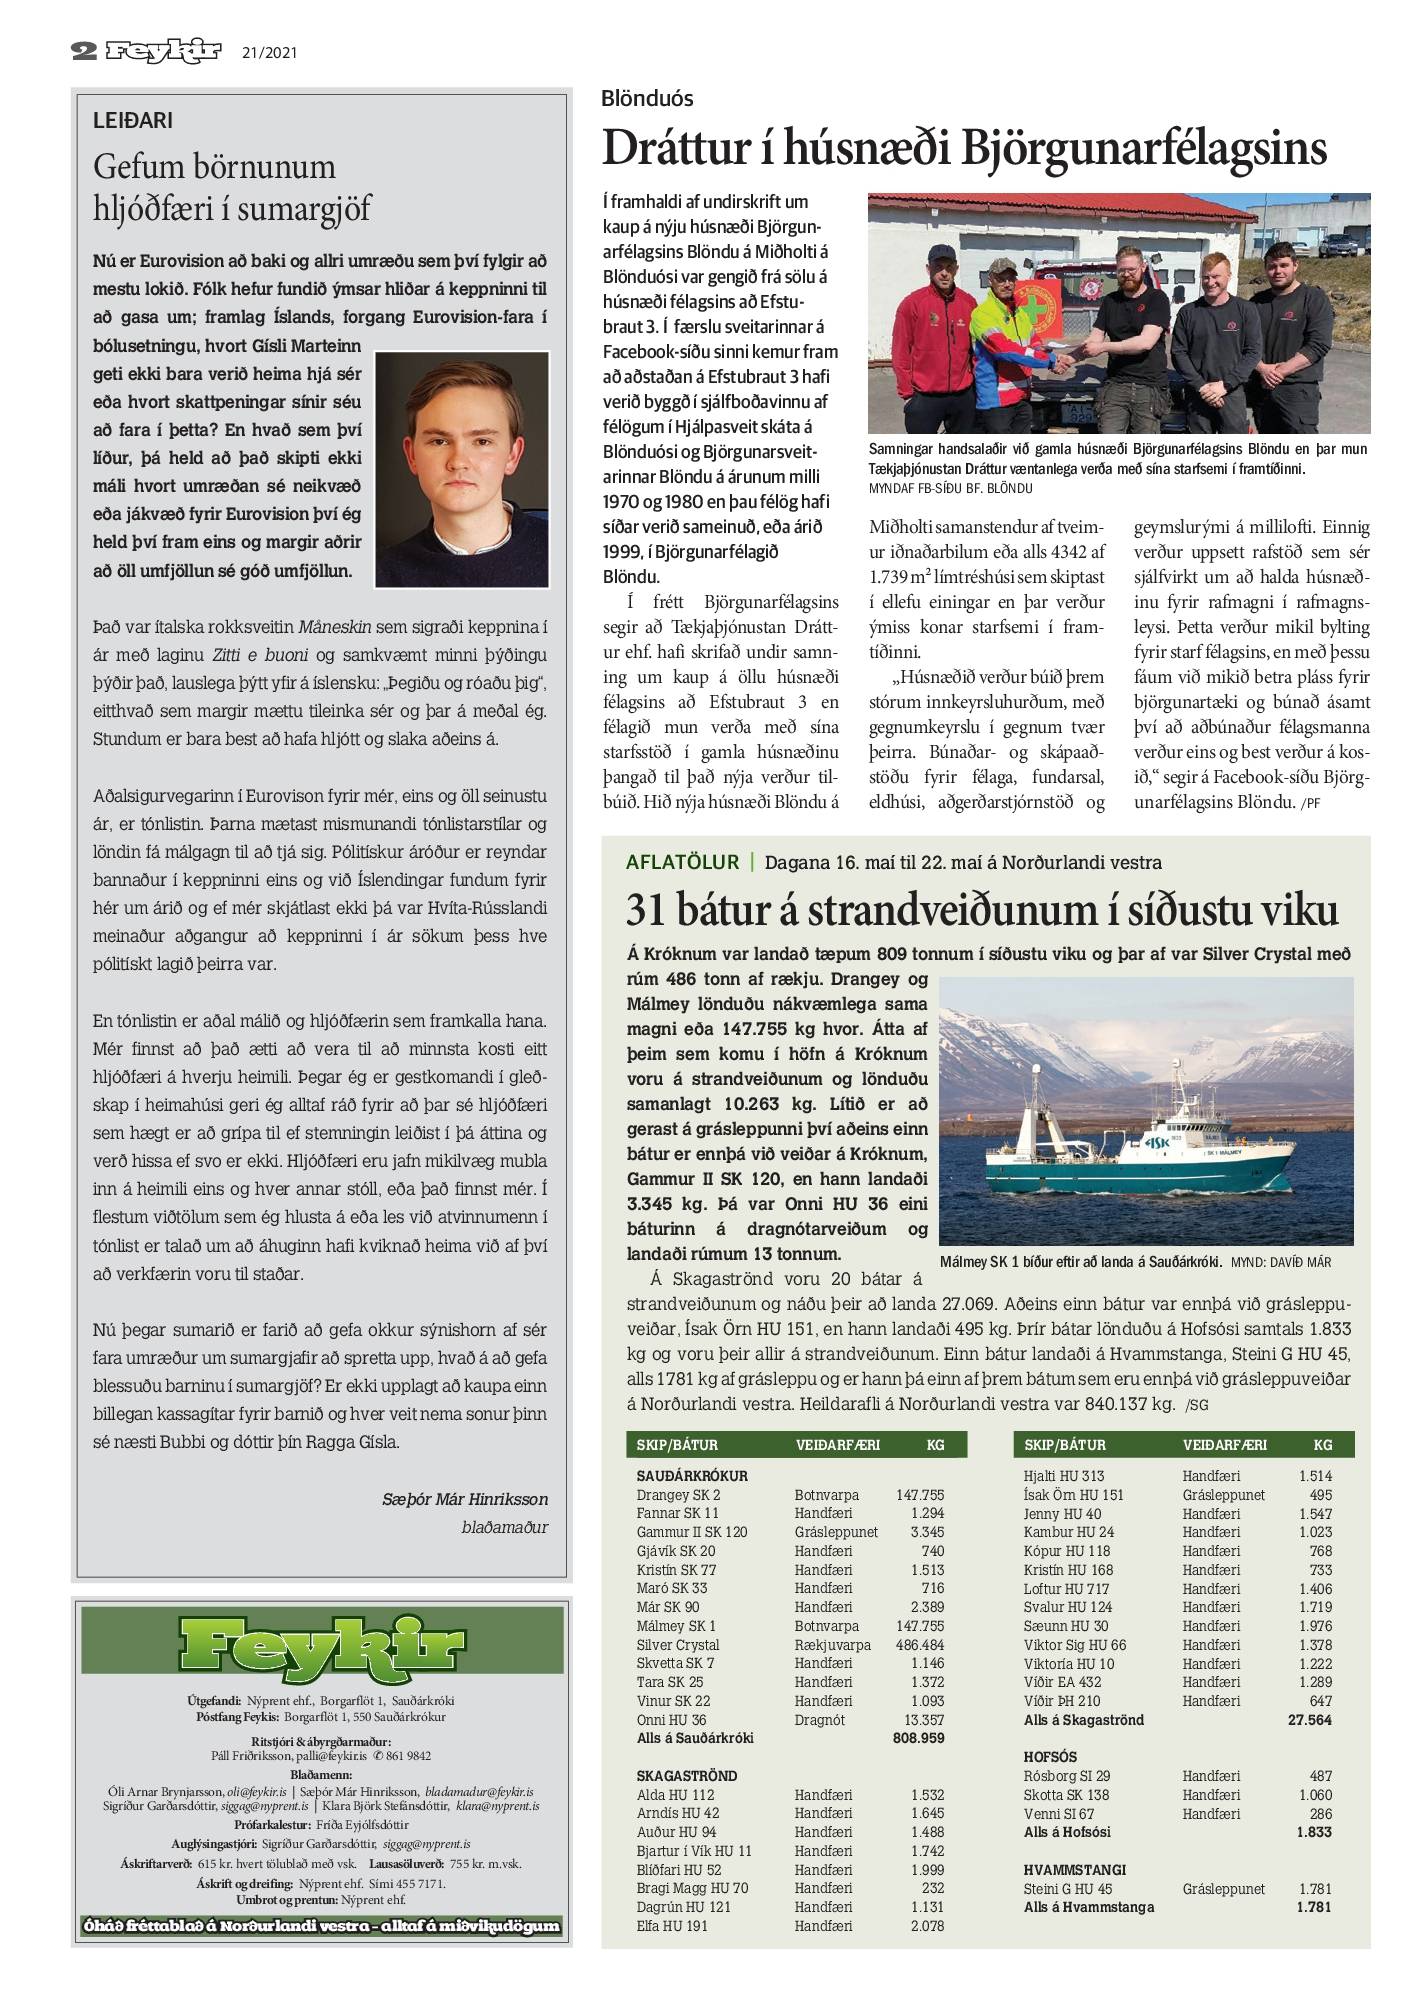 2 Feykir 21/2021
LEIÐARI
Gefum börnunum
hljóðfæri í sumargjöf
Nú er Eurovision að baki og allri umræðu sem því fylgir að
mestu lokið. Fólk hefur fundið ýmsar hliðar á keppninni til
að gasa um; framlag Íslands, forgang Eurovision-fara í
bólusetningu, hvort Gísli Marteinn
geti ekki bara verið heima hjá sér
eða hvort skattpeningar sínir séu
að fara í þetta? En hvað sem því
líður, þá held að það skipti ekki
máli hvort umræðan sé neikvæð
eða jákvæð fyrir Eurovision því ég
held því fram eins og margir aðrir
að öll umfjöllun sé góð umfjöllun.
Það var ítalska rokksveitin Måneskin sem sigraði keppnina í
ár með laginu Zitti e buoni og samkvæmt minni þýðingu
þýðir það, lauslega þýtt yfir á íslensku: „Þegiðu og róaðu þig“,
eitthvað sem margir mættu tileinka sér og þar á meðal ég.
Stundum er bara best að hafa hljótt og slaka aðeins á.
Aðalsigurvegarinn í Eurovison fyrir mér, eins og öll seinustu
ár, er tónlistin. Þarna mætast mismunandi tónlistarstílar og
löndin fá málgagn til að tjá sig. Pólitískur áróður er reyndar
bannaður í keppninni eins og við Íslendingar fundum fyrir
hér um árið og ef mér skjátlast ekki þá var Hvíta-Rússlandi
meinaður aðgangur að keppninni í ár sökum þess hve
pólitískt lagið þeirra var.
En tónlistin er aðal málið og hljóðfærin sem framkalla hana.
Mér finnst að það ætti að vera til að minnsta kosti eitt
hljóðfæri á hverju heimili. Þegar ég er gestkomandi í gleð-
skap í heimahúsi geri ég alltaf ráð fyrir að þar sé hljóðfæri
sem hægt er að grípa til ef stemningin leiðist í þá áttina og
verð hissa ef svo er ekki. Hljóðfæri eru jafn mikilvæg mubla
inn á heimili eins og hver annar stóll, eða það finnst mér. Í
flestum viðtölum sem ég hlusta á eða les við atvinnumenn í
tónlist er talað um að áhuginn hafi kviknað heima við af því
að verkfærin voru til staðar.
Nú þegar sumarið er farið að gefa okkur sýnishorn af sér
fara umræður um sumargjafir að spretta upp, hvað á að gefa
blessuðu barninu í sumargjöf? Er ekki upplagt að kaupa einn
billegan kassagítar fyrir barnið og hver veit nema sonur þinn
sé næsti Bubbi og dóttir þín Ragga Gísla.
Sæþór Már Hinriksson
blaðamaður
Feykir
Útgefandi: Nýprent ehf., Borgarflöt 1, Sauðárkróki
Póstfang Feykis: Borgarflöt 1, 550 Sauðárkrókur
Ritstjóri & ábyrgðarmaður:
Páll Friðriksson, palli@feykir.is ✆ 861 9842
Blaðamenn:
Óli Arnar Brynjarsson, oli@feykir.is | Sæþór Már Hinriksson, bladamadur@feykir.is
Sigríður Garðarsdóttir, siggag@nyprent.is | Klara Björk Stefánsdóttir, klara@nyprent.is
Prófarkalestur: Fríða Eyjólfsdóttir
Auglýsingastjóri: Sigríður Garðarsdóttir, siggag@nyprent.is
Áskriftarverð: 615 kr. hvert tölublað með vsk. Lausasöluverð: 755 kr. m.vsk.
Áskrift og dreifing: Nýprent ehf. Sími 455 7171.
Umbrot og prentun: Nýprent ehf.
Óháð fréttablað á Norðurlandi vestra - alltaf á miðvikudögum
Blönduós
Dráttur í húsnæði Björgunarfélagsins
Í framhaldi af undirskrift um
kaup á nýju húsnæði Björgun-
arfélagsins Blöndu á Miðholti á
Blönduósi var gengið frá sölu á
húsnæði félagsins að Efstu-
braut 3. Í færslu sveitarinnar á
Facebook-síðu sinni kemur fram
að aðstaðan á Efstubraut 3 hafi
verið byggð í sjálfboðavinnu af
félögum í Hjálpasveit skáta á
Blönduósi og Björgunarsveit-
arinnar Blöndu á árunum milli
1970 og 1980 en þau félög hafi
síðar verið sameinuð, eða árið
1999, í Björgunarfélagið
Blöndu.
Í frétt Björgunarfélagsins
segir að Tækjaþjónustan Drátt-
ur ehf. hafi skrifað undir samn-
ing um kaup á öllu húsnæði
félagsins að Efstubraut 3 en
félagið mun verða með sína
starfsstöð í gamla húsnæðinu
þangað til það nýja verður til-
búið. Hið nýja húsnæði Blöndu á
Samningar handsalaðir við gamla húsnæði Björgunarfélagsins Blöndu en þar mun
Tækjaþjónustan Dráttur væntanlega verða með sína starfsemi í framtíðinni.
MYNDAF FB-SÍÐU BF. BLÖNDU
Miðholti samanstendur af tveim-
ur iðnaðarbilum eða alls 4342 af
1.739 m² límtréshúsi sem skiptast
í ellefu einingar en þar verður
ýmiss konar starfsemi í fram-
tíðinni.
„Húsnæðið verður búið þrem
stórum innkeyrsluhurðum, með
gegnumkeyrslu í gegnum tvær
þeirra. Búnaðar- og skápaað-
stöðu fyrir félaga, fundarsal,
eldhúsi, aðgerðarstjórnstöð og
geymslurými á millilofti. Einnig
verður uppsett rafstöð sem sér
sjálfvirkt um að halda húsnæð-
inu fyrir rafmagni í rafmagns-
leysi. Þetta verður mikil bylting
fyrir starf félagsins, en með þessu
fáum við mikið betra pláss fyrir
björgunartæki og búnað ásamt
því að aðbúnaður félagsmanna
verður eins og best verður á kos-
ið,“ segir á Facebook-síðu Björg-
unarfélagsins Blöndu. /PF
AFLATÖLUR | Dagana 16. maí til 22. maí á Norðurlandi vestra
31 bátur á strandveiðunum í síðustu viku
Á Króknum var landað tæpum 809 tonnum í síðustu viku og þar af var Silver Crystal með
rúm 486 tonn af rækju. Drangey og
Málmey lönduðu nákvæmlega sama
magni eða 147.755 kg hvor. Átta af
þeim sem komu í höfn á Króknum
voru á strandveiðunum og lönduðu
samanlagt 10.263 kg. Lítið er að
gerast á grásleppunni því aðeins einn
bátur er ennþá við veiðar á Króknum,
Gammur II SK 120, en hann landaði
3.345 kg. Þá var Onni HU 36 eini
báturinn á dragnótarveiðum og
landaði rúmum 13 tonnum.
Málmey SK 1 bíður eftir að landa á Sauðárkróki. MYND: DAVÍÐ MÁR
Á Skagaströnd voru 20 bátar á
strandveiðunum og náðu þeir að landa 27.069. Aðeins einn bátur var ennþá við grásleppu-
veiðar, Ísak Örn HU 151, en hann landaði 495 kg. Þrír bátar lönduðu á Hofsósi samtals 1.833
kg og voru þeir allir á strandveiðunum. Einn bátur landaði á Hvammstanga, Steini G HU 45,
alls 1781 kg af grásleppu og er hann þá einn af þrem bátum sem eru ennþá við grásleppuveiðar
á Norðurlandi vestra. Heildarafli á Norðurlandi vestra var 840.137 kg. /SG
SKIP/BÁTUR VEIÐARFÆRI KG
SAUÐÁRKRÓKUR
Drangey SK 2 Botnvarpa 147.755
Fannar SK 11 Handfæri 1.294
Gammur II SK 120 Grásleppunet 3.345
Gjávík SK 20 Handfæri 740
Kristín SK 77 Handfæri 1.513
Maró SK 33 Handfæri 716
Már SK 90 Handfæri 2.389
Málmey SK 1 Botnvarpa 147.755
Silver Crystal Rækjuvarpa 486.484
Skvetta SK 7 Handfæri 1.146
Tara SK 25 Handfæri 1.372
Vinur SK 22 Handfæri 1.093
Onni HU 36 Dragnót 13.357
Alls á Sauðárkróki 808.959
SKAGASTRÖND
Alda HU 112 Handfæri 1.532
Arndís HU 42 Handfæri 1.645
Auður HU 94 Handfæri 1.488
Bjartur í Vík HU 11 Handfæri 1.742
Blíðfari HU 52 Handfæri 1.999
Bragi Magg HU 70 Handfæri 232
Dagrún HU 121 Handfæri 1.131
Elfa HU 191 Handfæri 2.078
SKIP/BÁTUR VEIÐARFÆRI KG
Hjalti HU 313 Handfæri 1.514
Ísak Örn HU 151 Grásleppunet 495
Jenny HU 40 Handfæri 1.547
Kambur HU 24 Handfæri 1.023
Kópur HU 118 Handfæri 768
Kristín HU 168 Handfæri 733
Loftur HU 717 Handfæri 1.406
Svalur HU 124 Handfæri 1.719
Sæunn HU 30 Handfæri 1.976
Viktor Sig HU 66 Handfæri 1.378
Viktoría HU 10 Handfæri 1.222
Víðir EA 432 Handfæri 1.289
Víðir ÞH 210 Handfæri 647
Alls á Skagaströnd 27.564
HOFSÓS
Rósborg SI 29 Handfæri 487
Skotta SK 138 Handfæri 1.060
Venni SI 67 Handfæri 286
Alls á Hofsósi 1.833
HVAMMSTANGI
Steini G HU 45 Grásleppunet 1.781
Alls á Hvammstanga 1.781